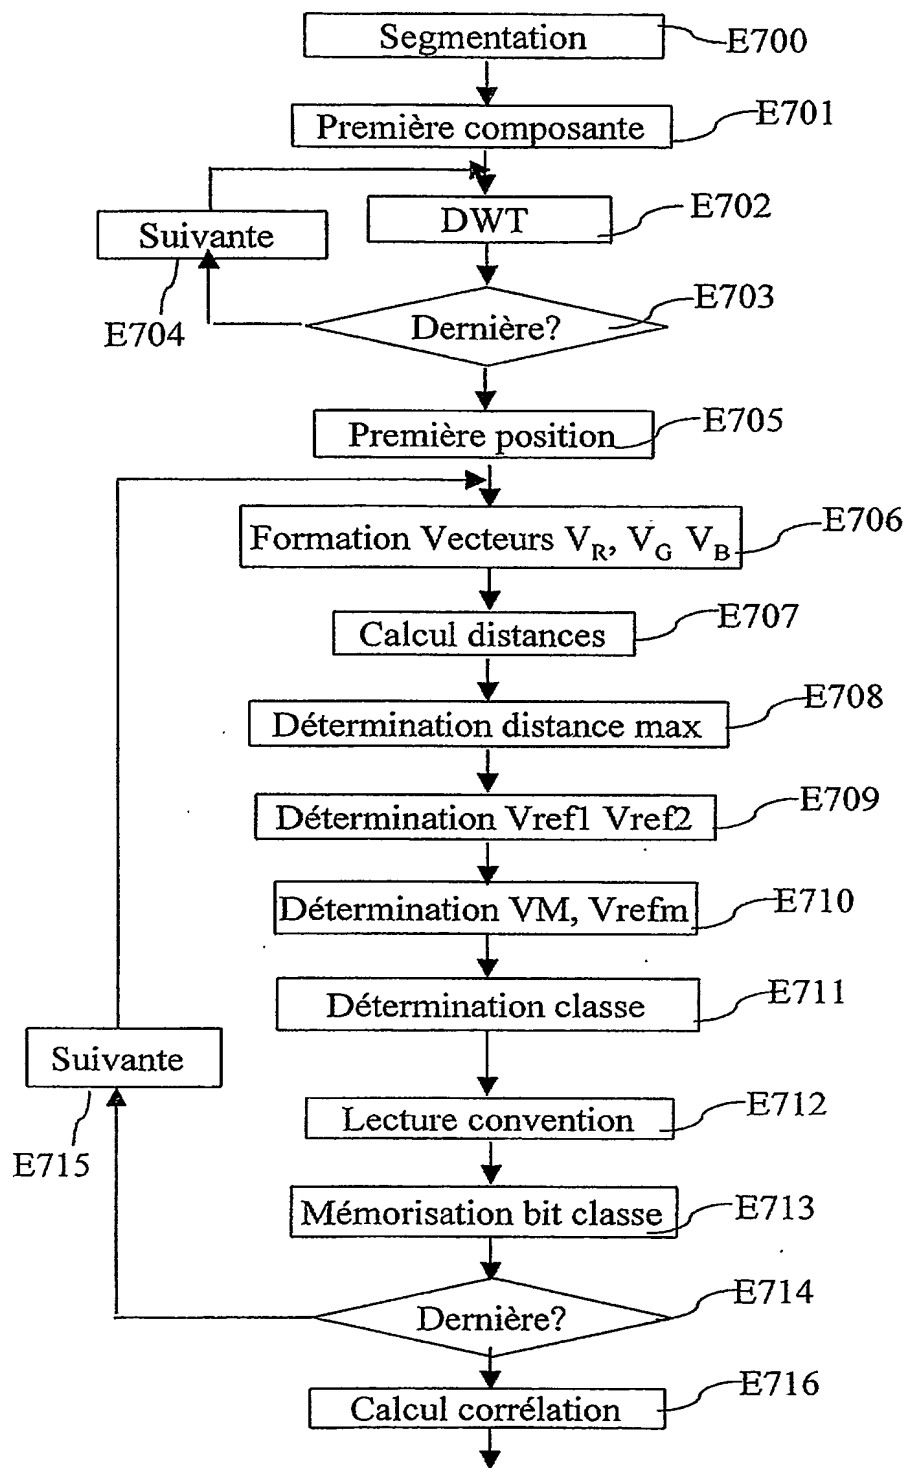 Segmentation
E700
Première composante
E701
DWT
E702
Suivante
E704
Dernière?
E703
Première position
E705
Formation Vecteurs V_R, V_G V_B
E706
Calcul distances
E707
Détermination distance max
E708
Détermination Vref1 Vref2
E709
Détermination VM, Vrefm
E710
Détermination classe
E711
Suivante
E715
Lecture convention
E712
Mémorisation bit classe
E713
Dernière?
E714
Calcul corrélation
E716